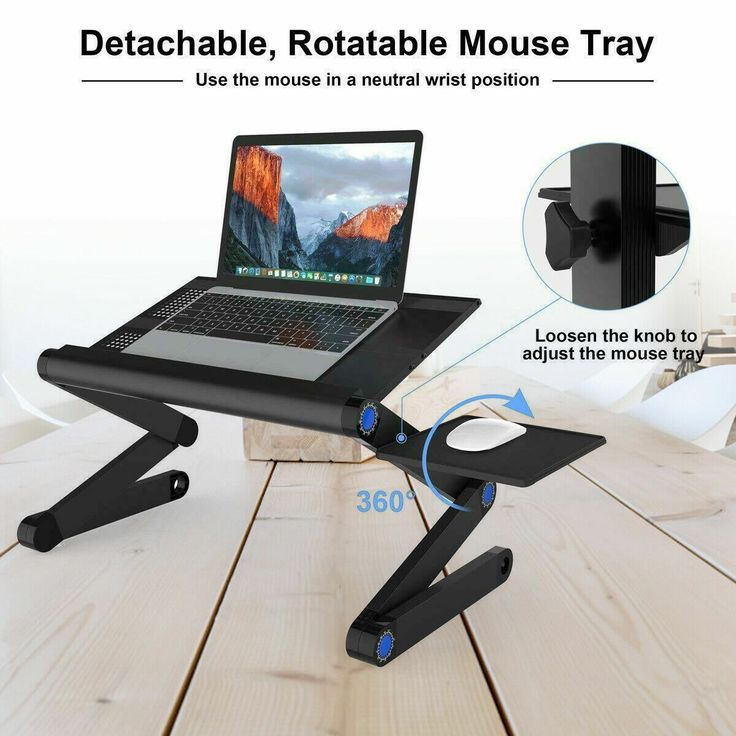 Detachable, Rotatable Mouse Tray
Use the mouse in a neutral wrist position
Loosen the knob to
adjust the mouse tray
360°